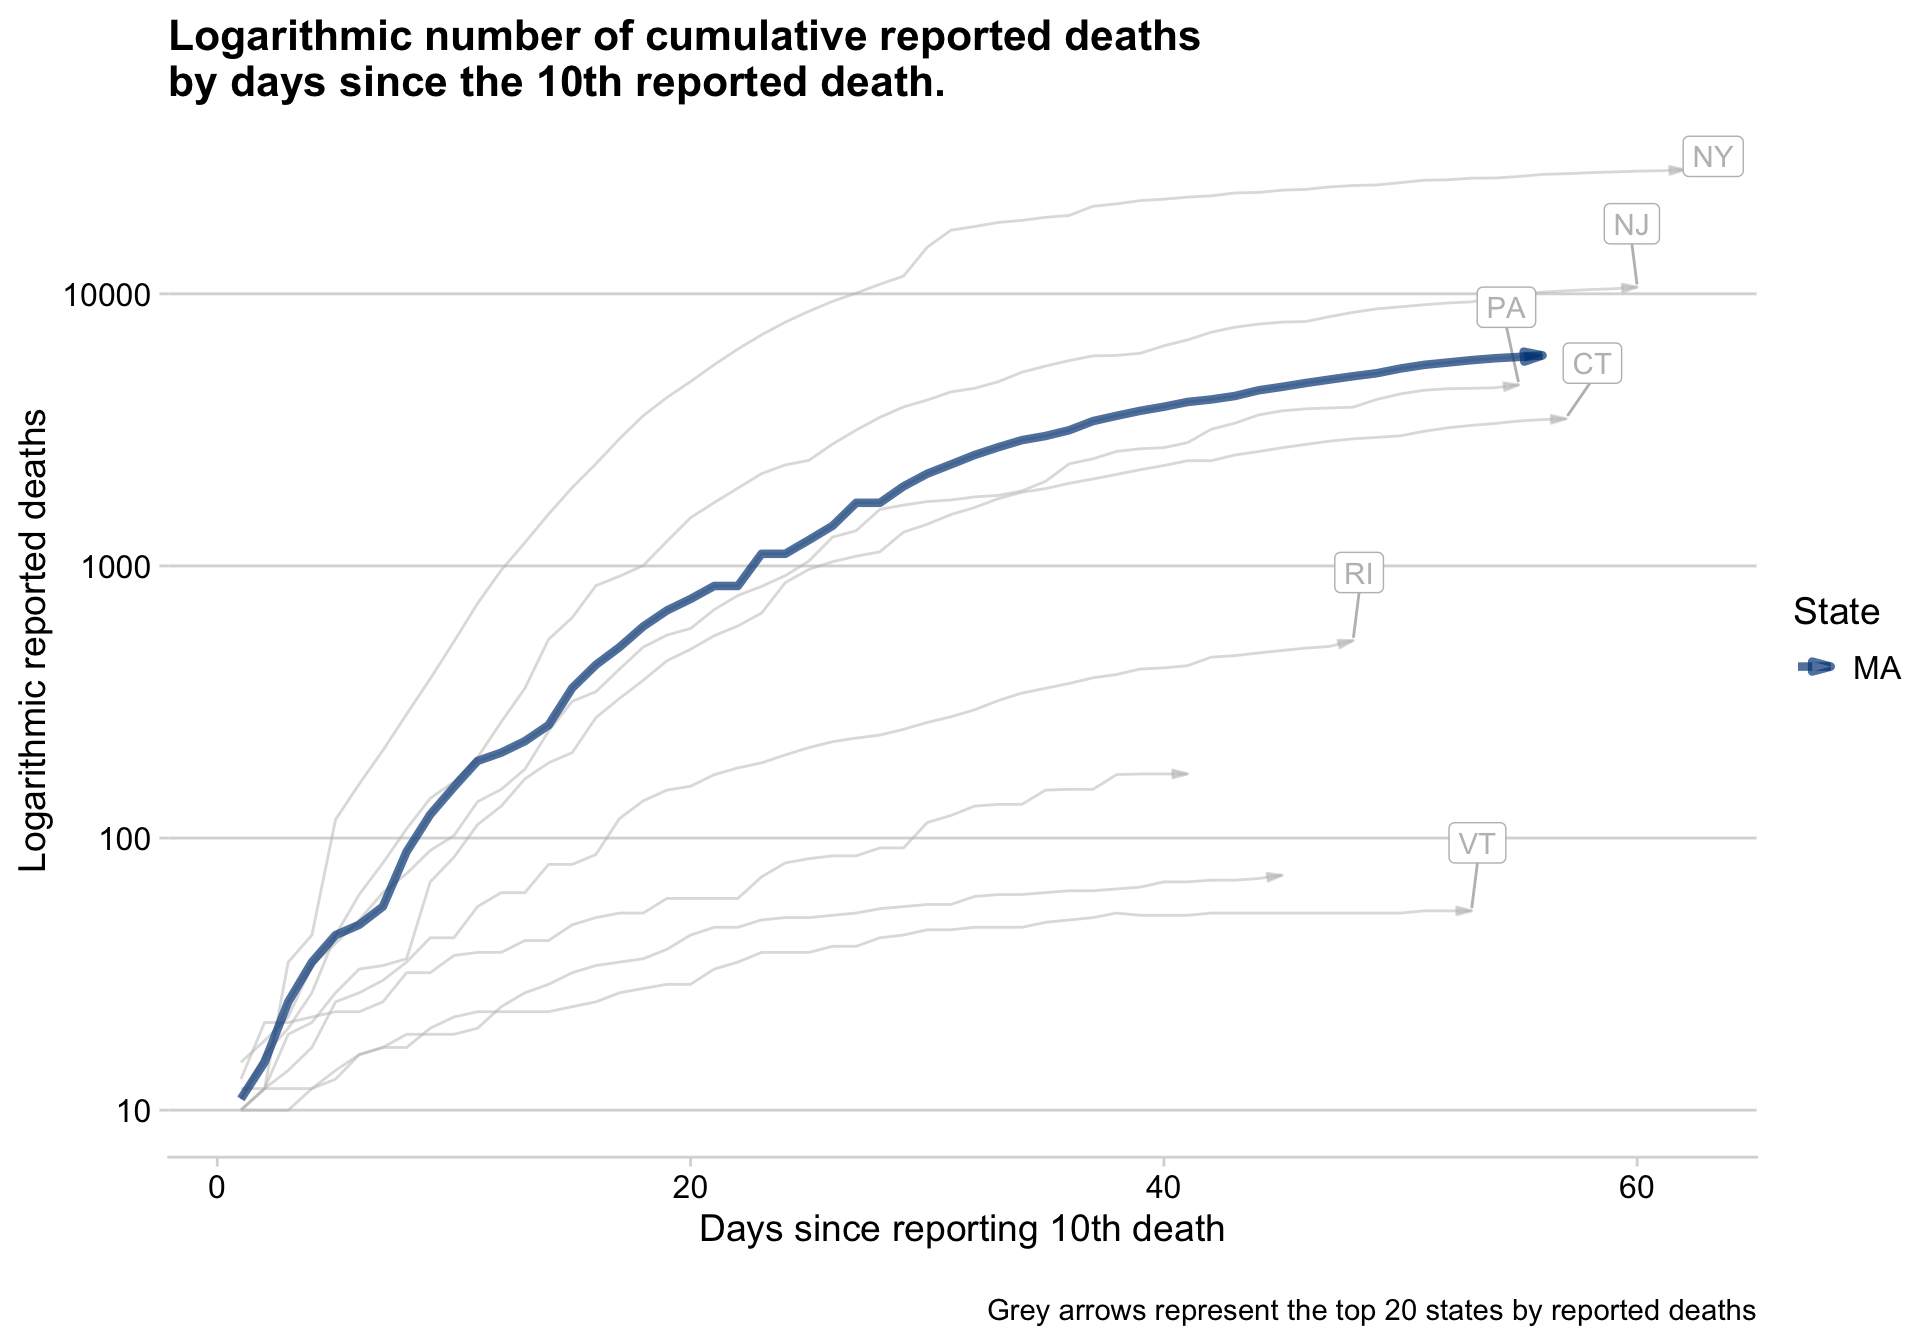 Logarithmic number of cumulative reported deaths
by days since the 10th reported death.
NY
NJ
10000
PA
CT
1000
RI
State
MA
100
VT
10
Logarithmic reported deaths
0 20 40 60
Days since reporting 10th death
Grey arrows represent the top 20 states by reported deaths